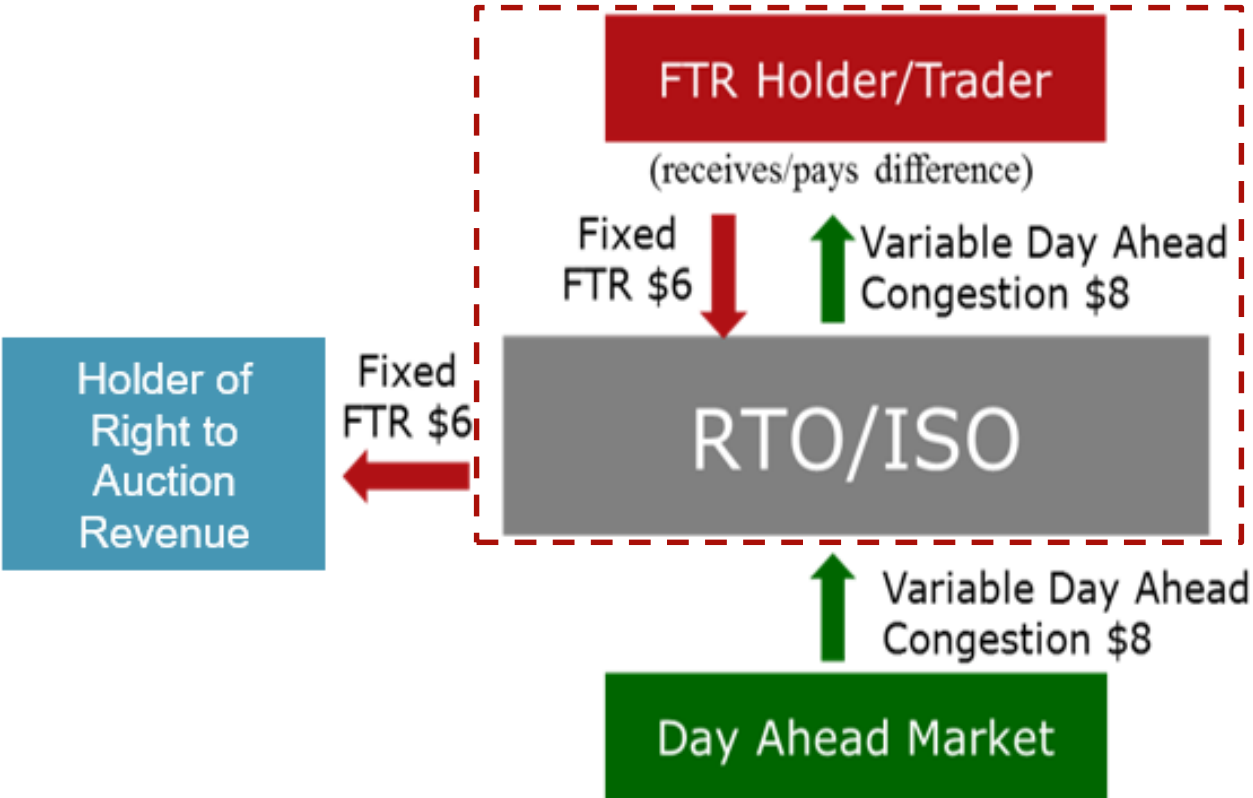 FTR Holder/Trader
(receives/pays difference)
Fixed
FTR $6
Variable Day Ahead
Congestion $8
Holder of
Right to
Auction
Revenue
Fixed
FTR $6
RTO/ISO
Variable Day Ahead
Congestion $8
Day Ahead Market